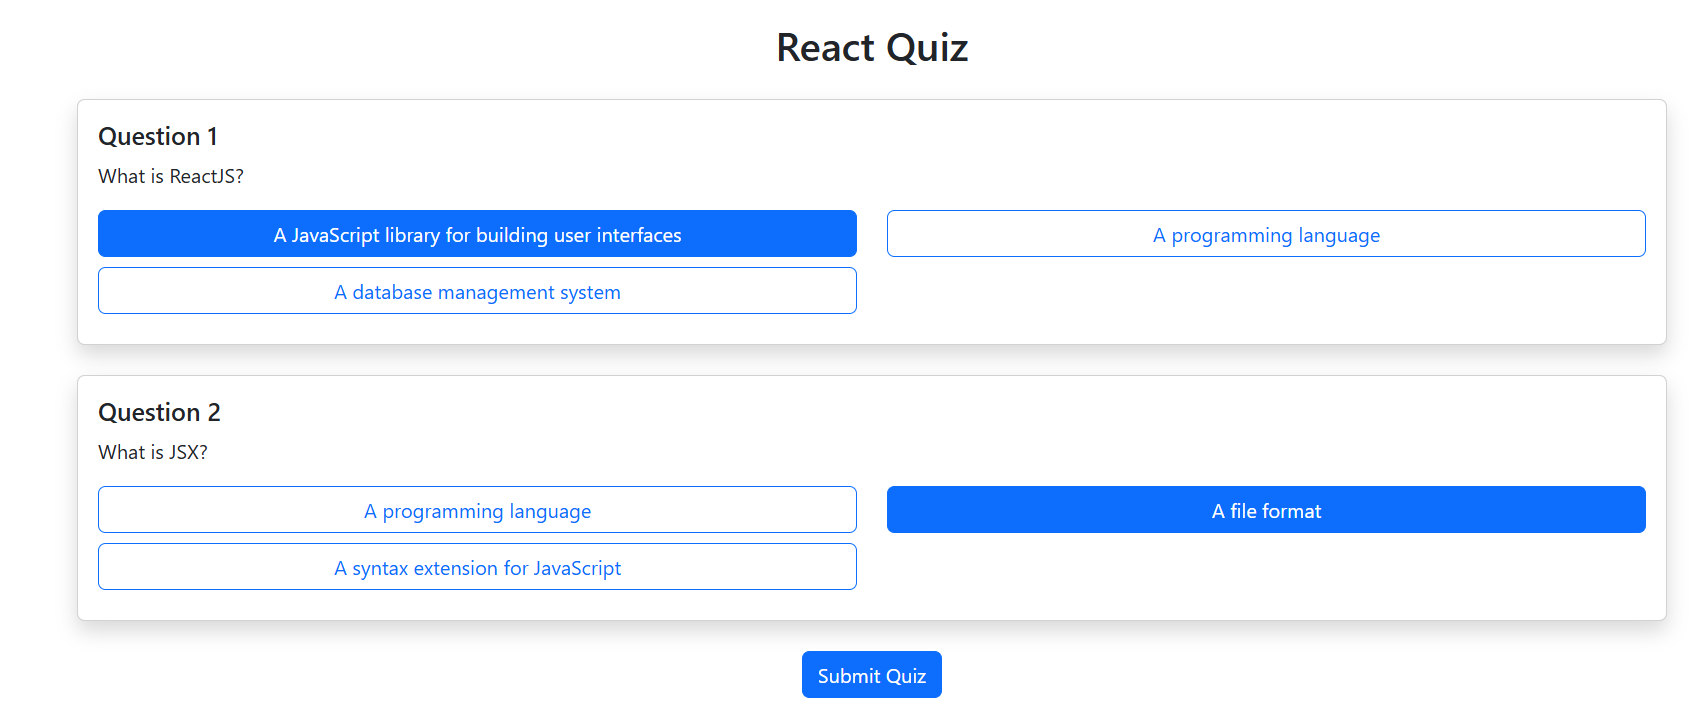 React Quiz
Question 1
What is ReactJS?
A JavaScript library for building user interfaces
A programming language
A database management system
Question 2
What is JSX?
A programming language
A file format
A syntax extension for JavaScript
Submit Quiz